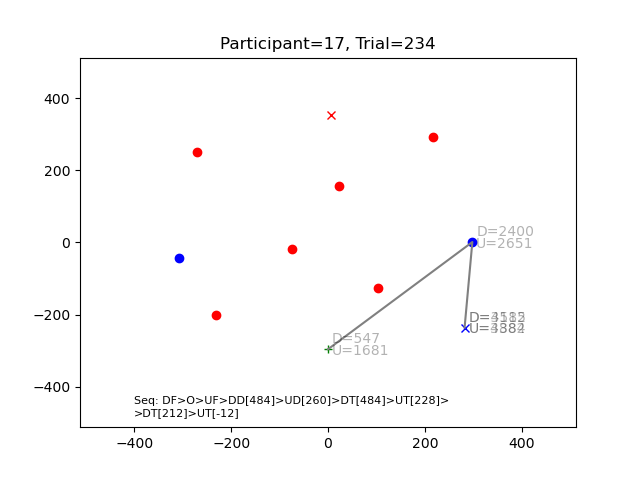 Participant=17, Trial=234
400
200
0
−200
−400
D=2400
U=2651
D=547
U=1681
Seq: DF>O>UF>DD[484]>UD[260]>DT[484]>UT[228]>
>DT[212]>UT[-12]
−400
−200
0
200
400